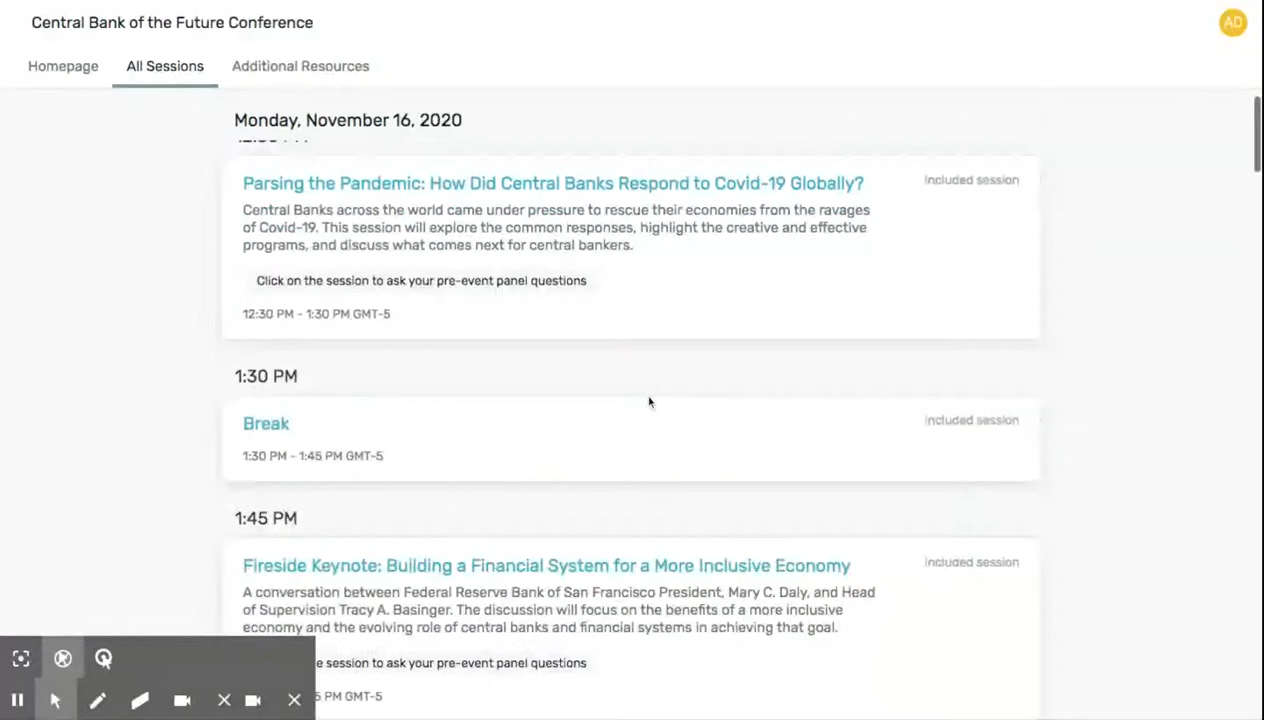 Central Bank of the Future Conference
AD
Homepage
All Sessions
Additional Resources
Monday, November 16, 2020
Parsing the Pandemic: How Did Central Banks Respond to Covid-19 Globally?
Included session
Central Banks across the world came under pressure to rescue their economies from the ravages
of Covid-19. This session will explore the common responses, highlight the creative and effective
programs, and discuss what comes next for central bankers.
Click on the session to ask your pre-event panel questions
12:30 PM - 1:30 PM GMT-5
1:30 PM
Break
Included session
1:30 PM - 1:45 PM GMT-5
1:45 PM
Fireside Keynote: Building a Financial System for a More Inclusive Economy
Included session
A conversation between Federal Reserve Bank of San Francisco President, Mary C. Daly, and Head
of Supervision Tracy A. Basinger. The discussion will focus on the benefits of a more inclusive
economy and the evolving role of central banks and financial systems in achieving that goal.
session to ask your pre-event panel questions
PM GMT-5